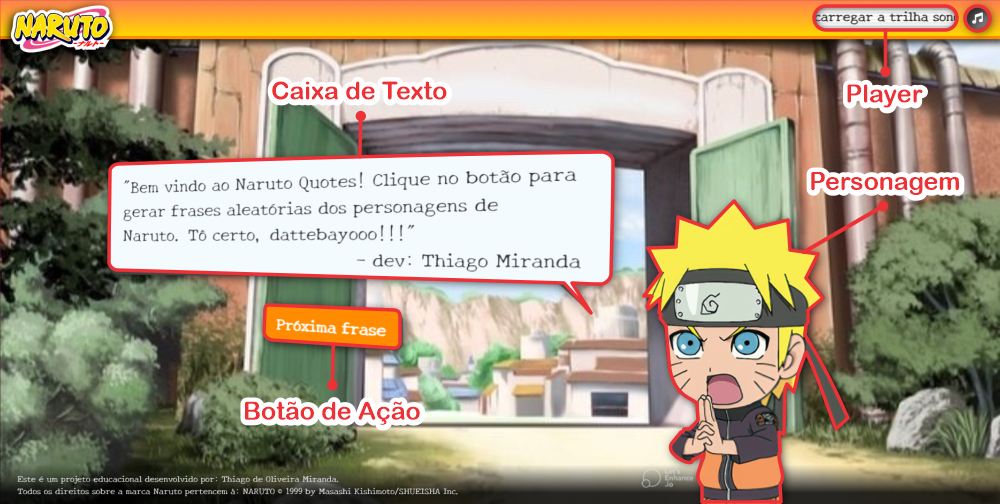 NARUTO
ナルト
carregar a trilha son
Player
Caixa de Texto
Personagem
"Bem vindo ao Naruto Quotes! Clique no botão para
gerar frases aleatórias dos personagens de
Naruto. Tô certo, dattebayooo!!!"
- dev: Thiago Miranda
Próxima frase
Botão de Ação
Este é um projeto educacional desenvolvido por: Thiago de Oliveira Miranda.
Todos os direitos sobre a marca Naruto pertencem à: NARUTO © 1999 by Masashi Kishimoto/SHUEISHA Inc.
Enhance